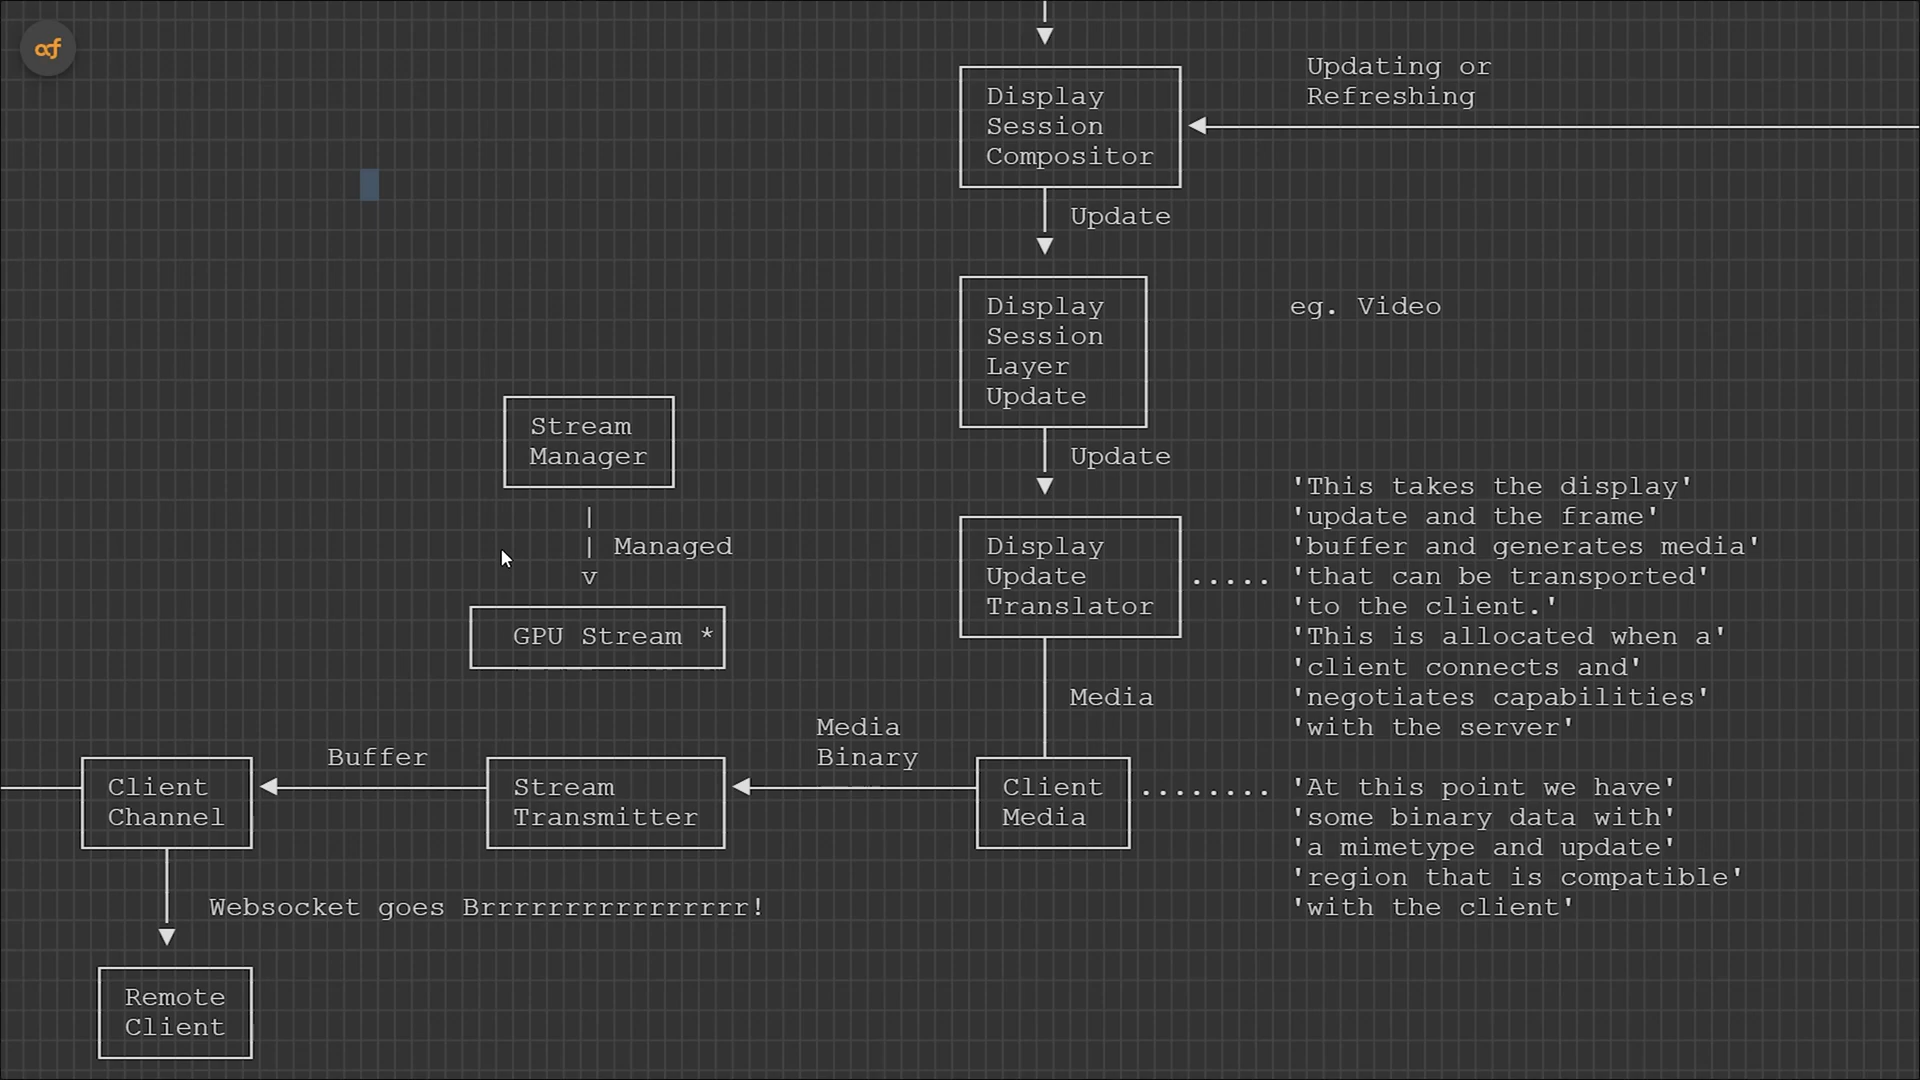 αf
Updating or
Refreshing
Display
Session
Compositor
Update
Display
Session
Layer
Update
eg. Video
Stream
Manager
Update
| Managed
v
GPU Stream *
Display
Update
Translator
.....
'This takes the display'
'update and the frame'
'buffer and generates media'
'that can be transported'
'to the client.'
'This is allocated when a'
'client connects and'
'negotiates capabilities'
'with the server'
Media
Media
Binary
Buffer
Client
Channel
Stream
Transmitter
Client
Media
........
'At this point we have'
'some binary data with'
'a mimetype and update'
'region that is compatible'
'with the client'
Websocket goes Brrrrrrrrrrrrrrrr!
Remote
Client